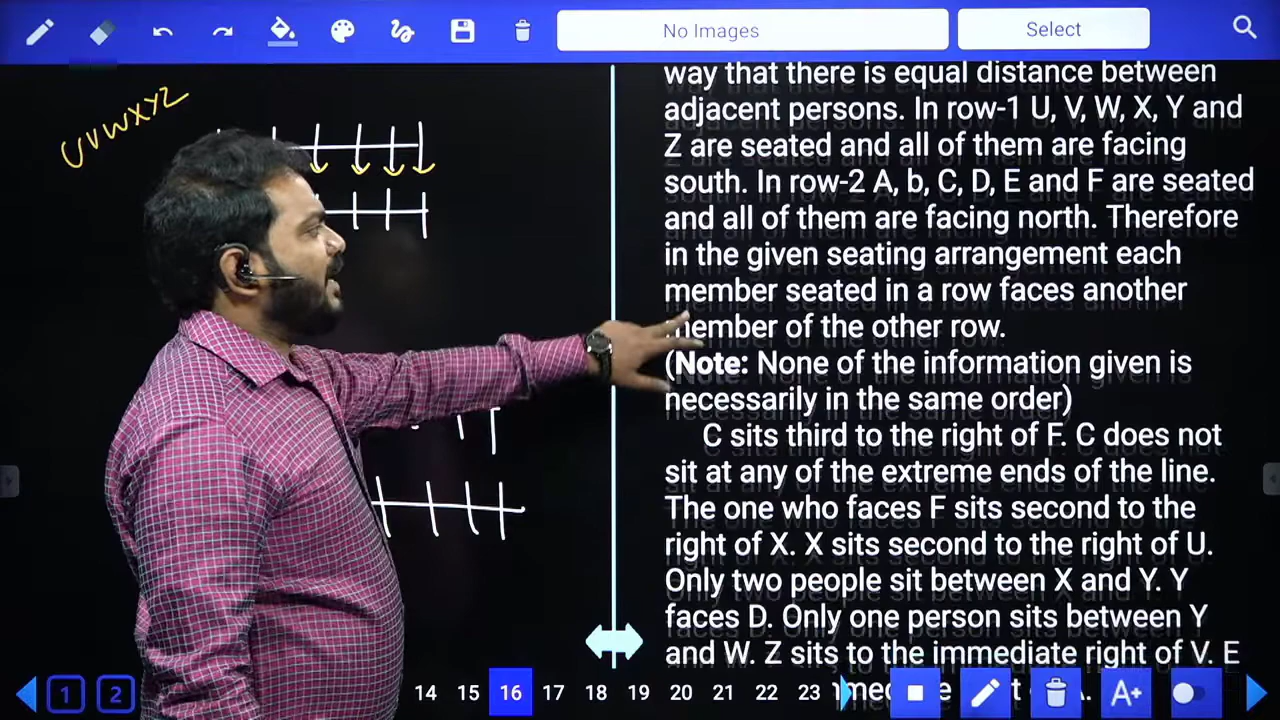 No Images
Select
UVWXYZ
way that there is equal distance between
adjacent persons. In row-1 U, V, W, X, Y and
Z are seated and all of them are facing
south. In row-2 A, b, C, D, E and F are seated
and all of them are facing north. Therefore
in the given seating arrangement each
member seated in a row faces another
member of the other row.
(Note: None of the information given is
necessarily in the same order)
C sits third to the right of F. C does not
sit at any of the extreme ends of the line.
The one who faces F sits second to the
right of X. X sits second to the right of U.
Only two people sit between X and Y. Y
faces D. Only one person sits between Y
and W. Z sits to the immediate right of V. E
1 2 14 15 16 17 18 19 20 21 22 23 A+